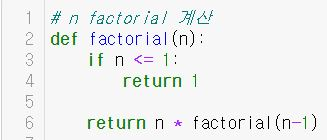 1 # n factorial 계산
2 def factorial(n):
3     if n <= 1:
4         return 1
5
6     return n * factorial(n-1)